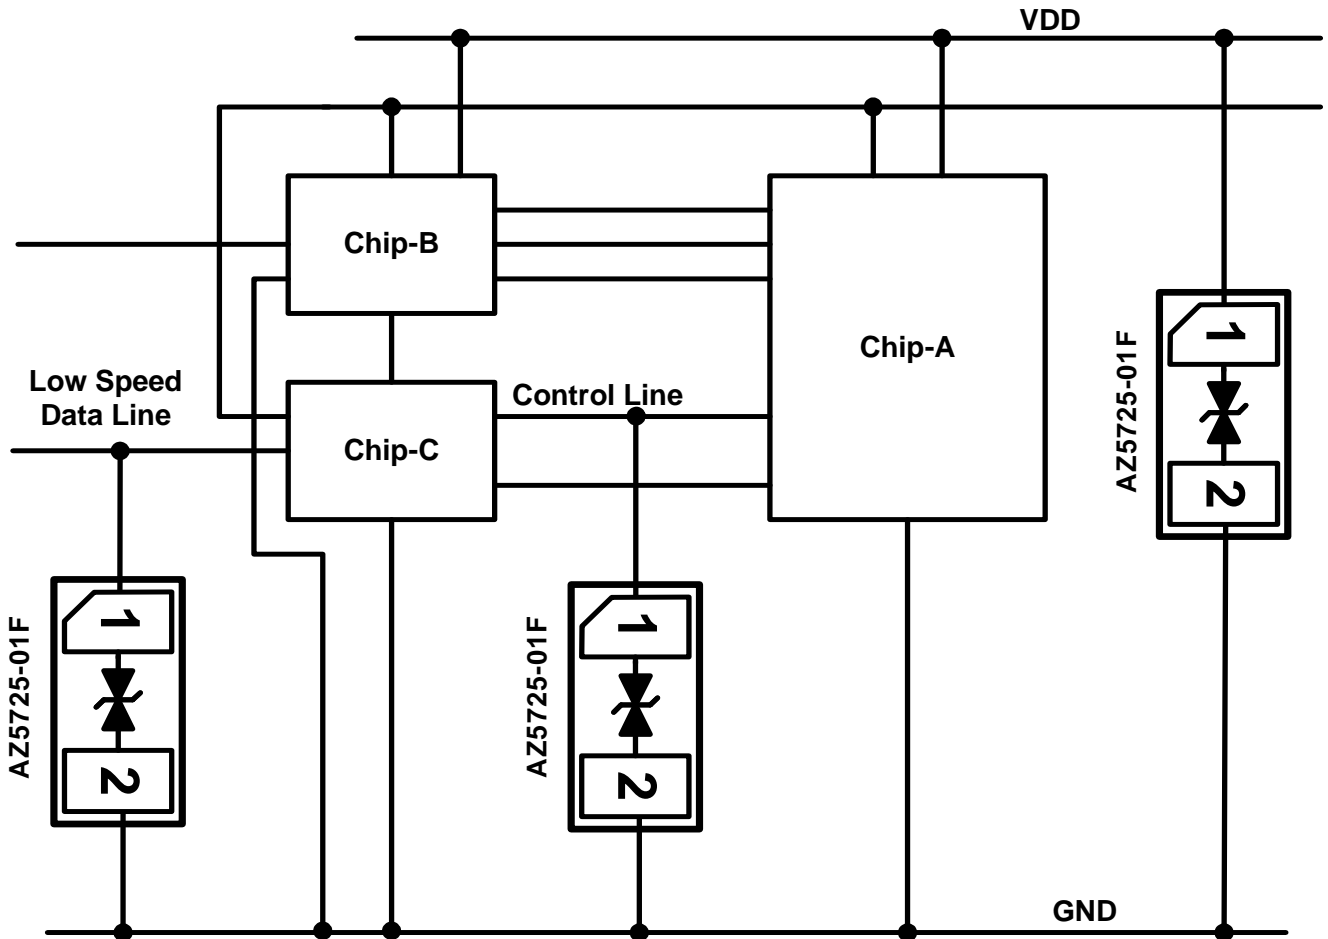 VDD
Chip-B
Chip-A
1
AZ5725-01F
2
Low Speed
Data Line
Control Line
Chip-C
1
AZ5725-01F
2
1
AZ5725-01F
2
GND